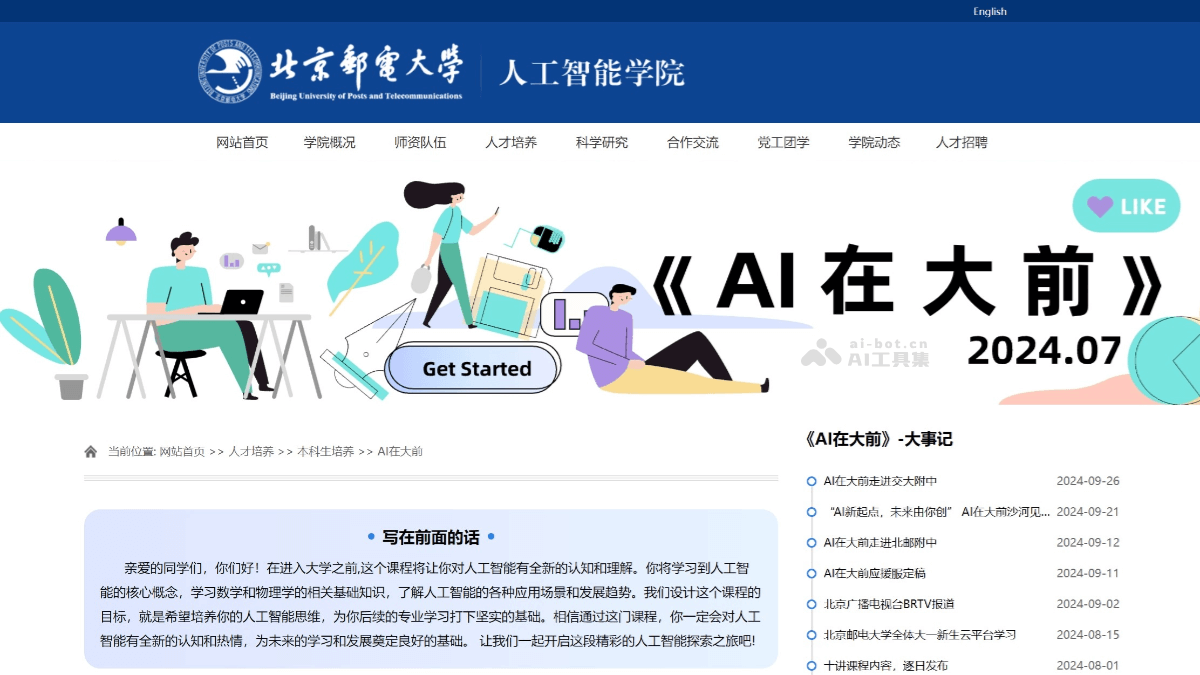 English
北京郵電大學
Beijing University of Posts and Telecommunications
人工智能学院
网站首页 学院概况 师资队伍 人才培养 科学研究 合作交流 党工团学 学院动态 人才招聘
LIKE
《AI在大前》
2024.07
ai-bot.cn
AI工具集
Get Started
当前位置: 网站首页 >> 人才培养 >> 本科生培养 >> AI在大前
写在前面的话
亲爱的同学们，你们好！在进入大学之前,这个课程将让你对人工智能有全新的认知和理解。你将学习到人工智
能的核心概念，学习数学和物理学的相关基础知识，了解人工智能的各种应用场景和发展趋势。我们设计这个课程的
目标，就是希望培养你的人工智能思维，为你后续的专业学习打下坚实的基础。相信通过这门课程，你一定会对人工
智能有全新的认知和热情，为未来的学习和发展奠定良好的基础。 让我们一起开启这段精彩的人工智能探索之旅吧!
《AI在大前》-大事记
AI在大前走进交大附中 2024-09-26
“AI新起点，未来由你创” AI在大前沙河见... 2024-09-21
AI在大前走进北邮附中 2024-09-12
AI在大前应援服定稿 2024-09-11
北京广播电视台BRTV报道 2024-09-02
北京邮电大学全体大一新生云平台学习 2024-08-15
十讲课程内容，逐日发布 2024-08-01